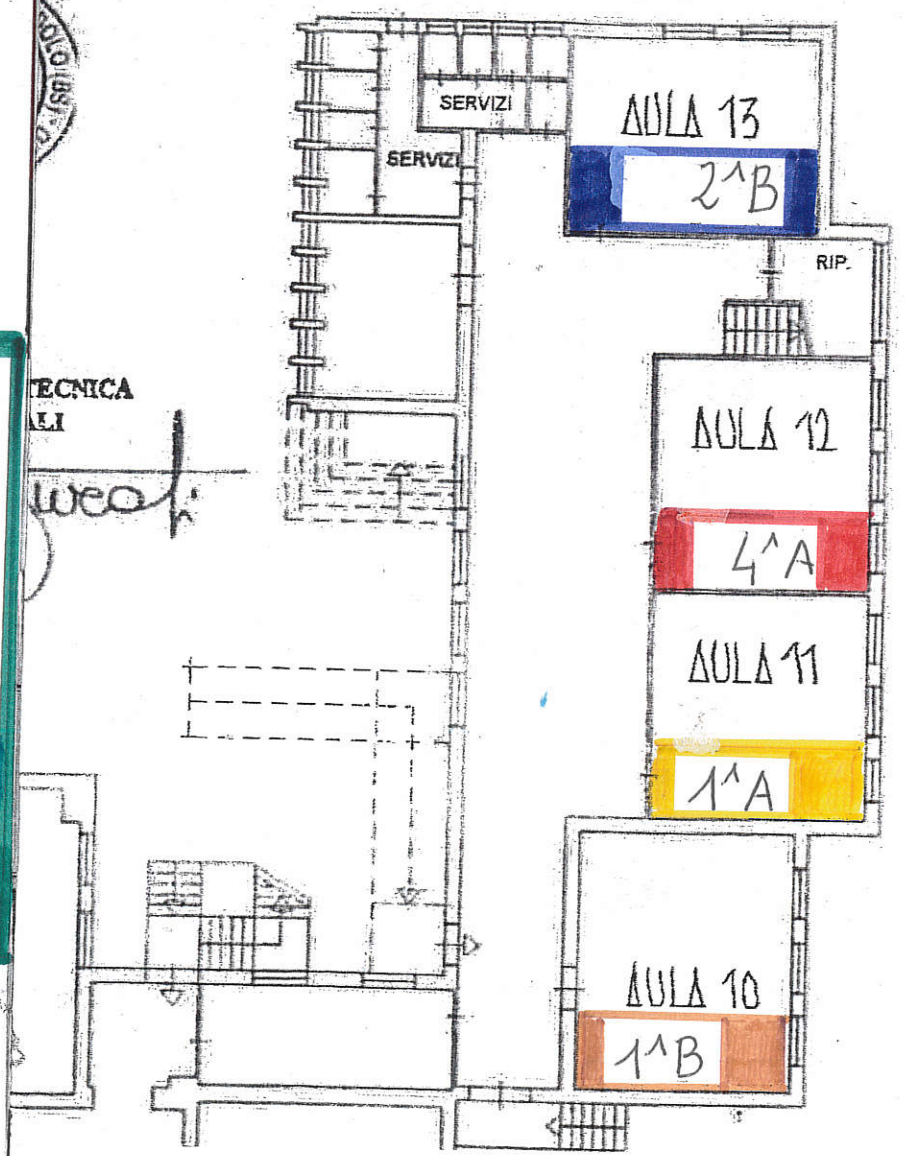 SERVIZI
SERVIZI
AULA 13
2^B
RIP.
TECNICA
ALI
AULA 12
4^A
AULA 11
1^A
AULA 10
1^B